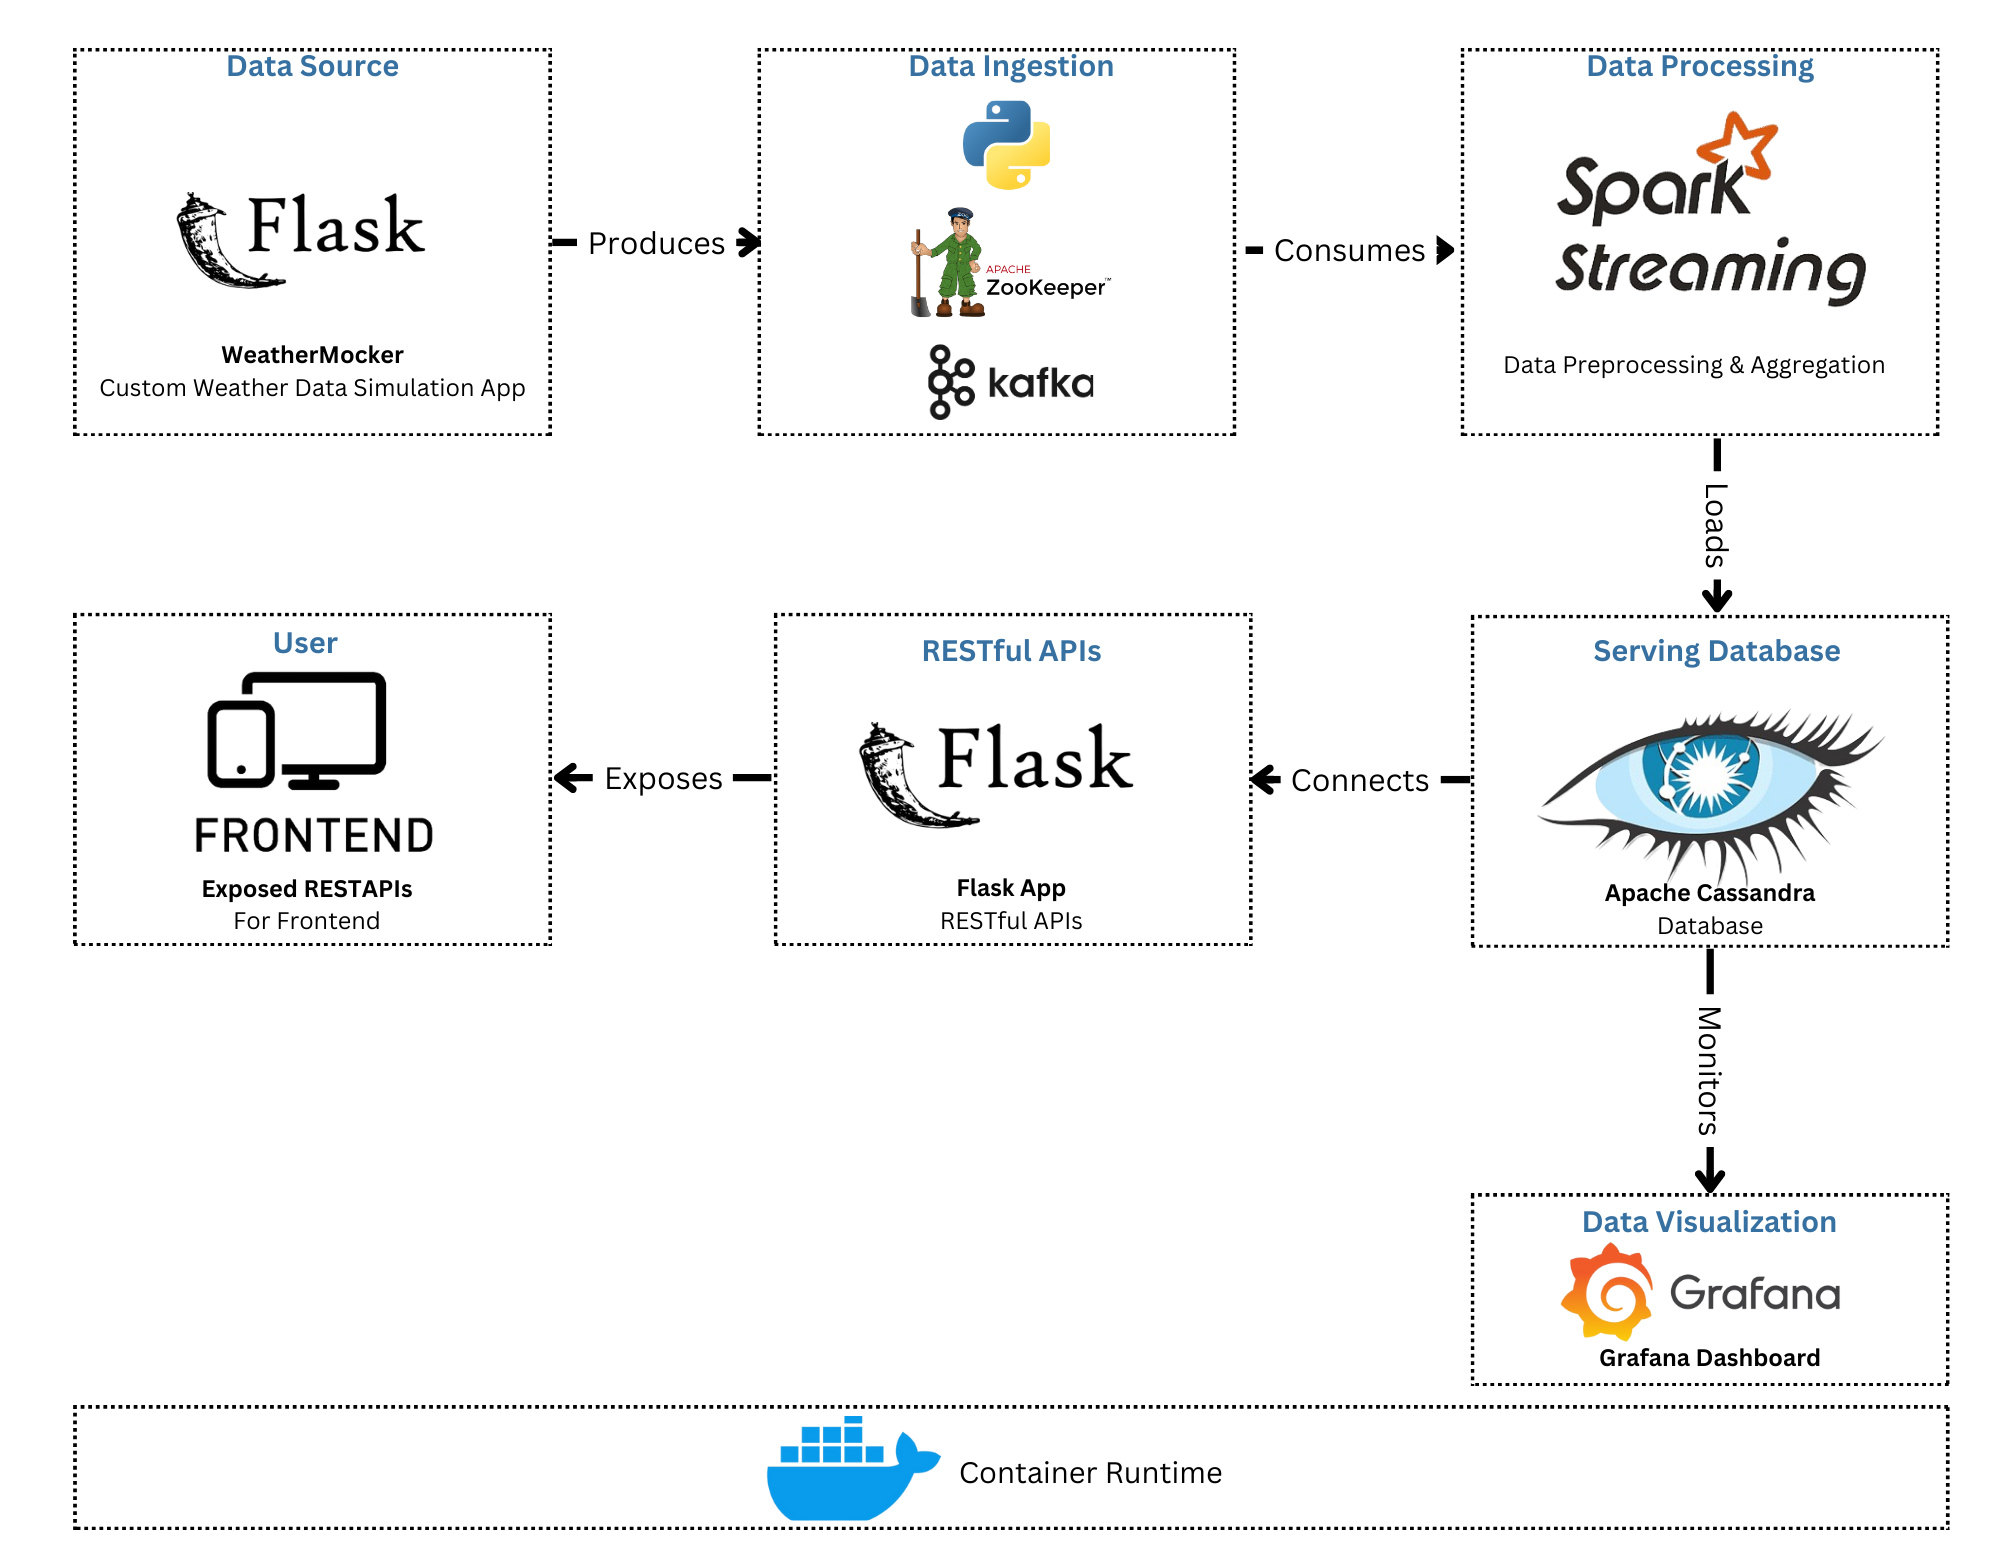 Data Source
Flask
WeatherMocker
Custom Weather Data Simulation App
Produces
Data Ingestion
ZOO
APACHE
ZooKeeper™
kafka
Consumes
Data Processing
Spark
Streaming
Data Preprocessing & Aggregation
Loads
User
FRONTEND
Exposed RESTAPIs
For Frontend
Exposes
RESTful APIs
Flask
Flask App
RESTful APIs
Connects
Serving Database
Apache Cassandra
Database
Monitors
Data Visualization
Grafana
Grafana Dashboard
Container Runtime